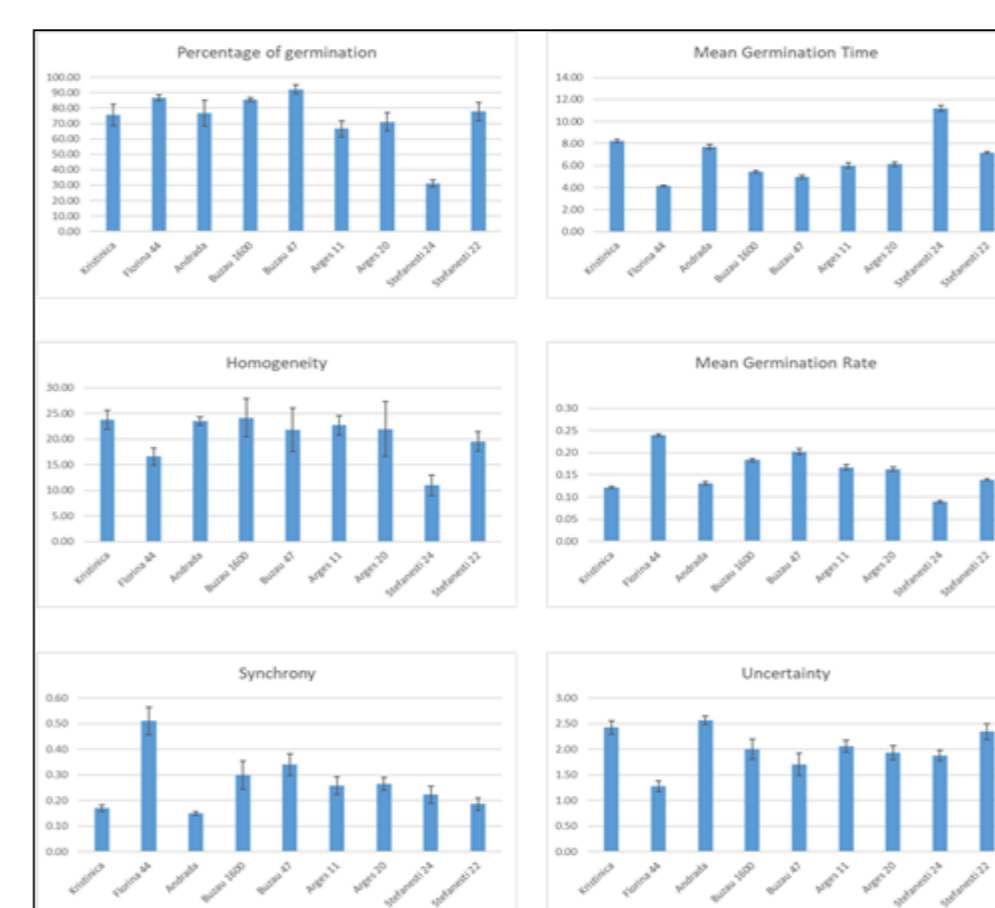 Percentage of germination
100.00
90.00
80.00
70.00
60.00
50.00
40.00
30.00
20.00
10.00
0.00
Kristinica
Florina 44
Andrada
Buzau 1600
Buzau 47
Arges 11
Arges 20
Stefanesti 24
Stefanesti 22
Mean Germination Time
14.00
12.00
10.00
8.00
6.00
4.00
2.00
0.00
Kristinica
Florina 44
Andrada
Buzau 1600
Buzau 47
Arges 11
Arges 20
Stefanesti 24
Stefanesti 22
Homogeneity
30.00
25.00
20.00
15.00
10.00
5.00
0.00
Kristinica
Florina 44
Andrada
Buzau 1600
Buzau 47
Arges 11
Arges 20
Stefanesti 24
Stefanesti 22
Mean Germination Rate
0.30
0.25
0.20
0.15
0.10
0.05
0.00
Kristinica
Florina 44
Andrada
Buzau 1600
Buzau 47
Arges 11
Arges 20
Stefanesti 24
Stefanesti 22
Synchrony
0.60
0.50
0.40
0.30
0.20
0.10
0.00
Kristinica
Florina 44
Andrada
Buzau 1600
Buzau 47
Arges 11
Arges 20
Stefanesti 24
Stefanesti 22
Uncertainty
3.00
2.50
2.00
1.50
1.00
0.50
0.00
Kristinica
Florina 44
Andrada
Buzau 1600
Buzau 47
Arges 11
Arges 20
Stefanesti 24
Stefanesti 22